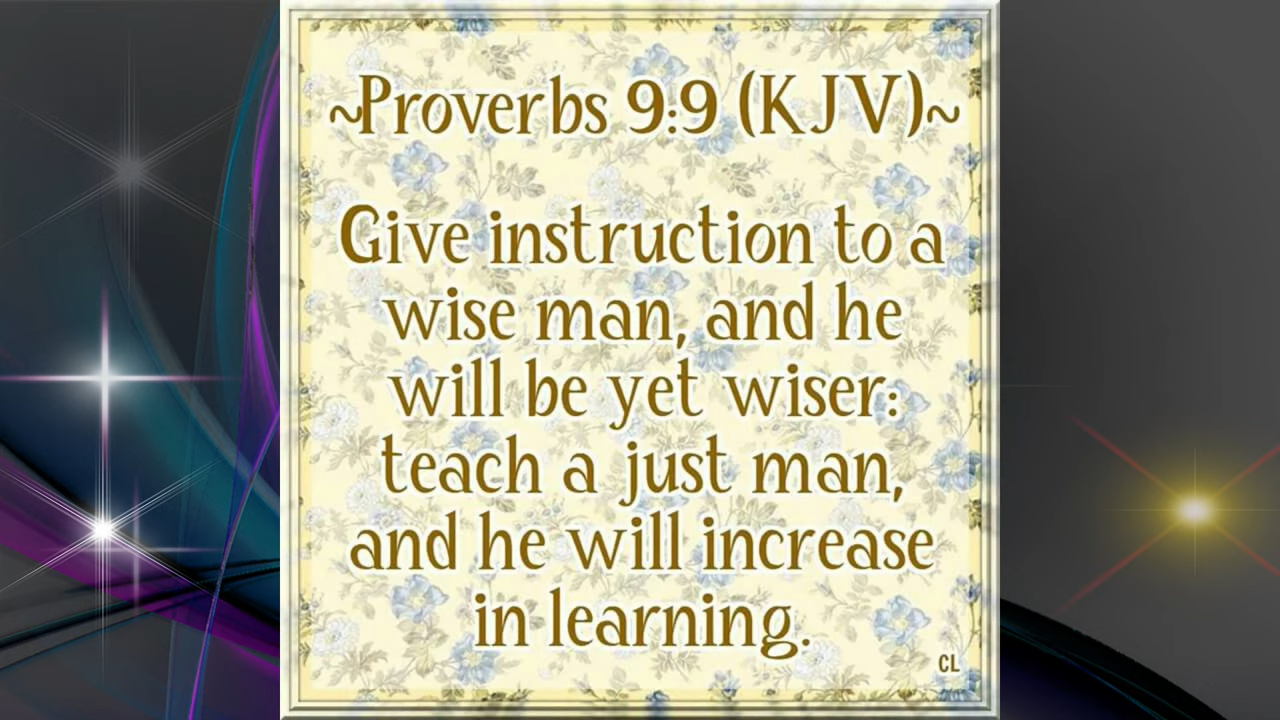 ~Proverbs 9:9 (KJV)~
Give instruction to a
wise man, and he
will be yet wiser:
teach a just man,
and he will increase
in learning.
CL